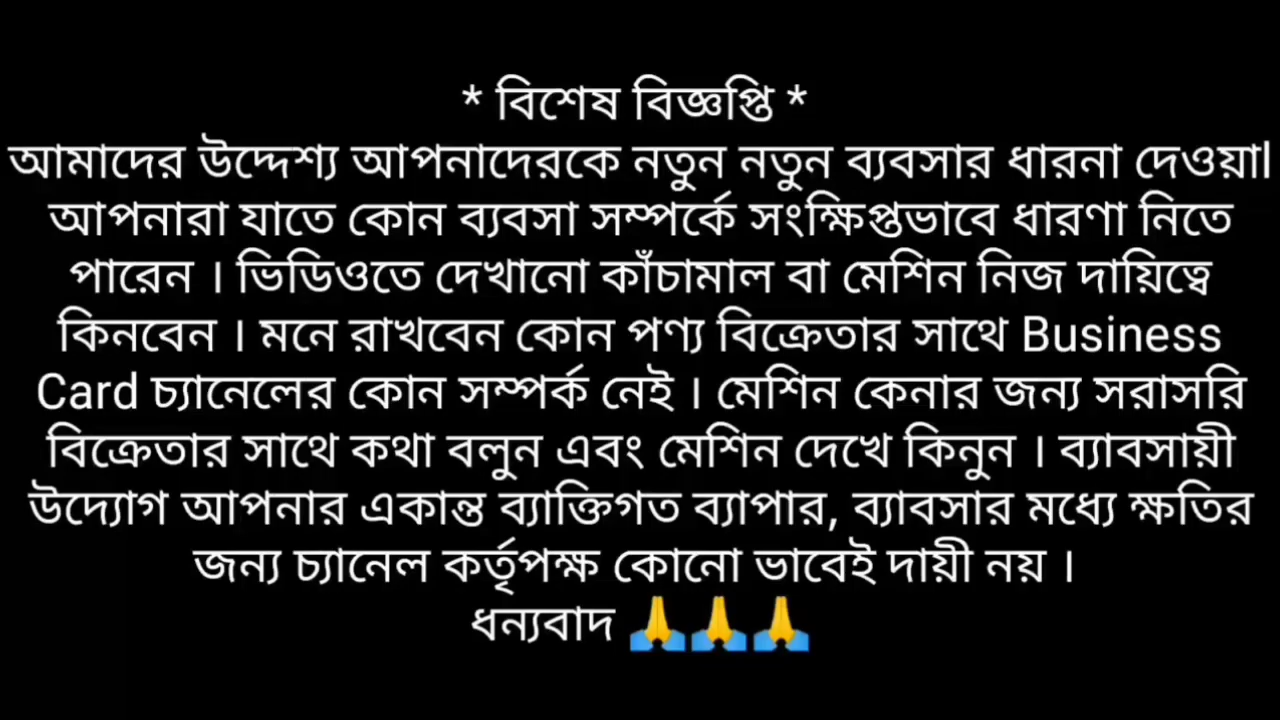 * বিশেষ বিজ্ঞপ্তি *
আমাদের উদ্দেশ্য আপনাদেরকে নতুন নতুন ব্যবসার ধারনা দেওয়া।
আপনারা যাতে কোন ব্যবসা সম্পর্কে সংক্ষিপ্তভাবে ধারণা নিতে
পারেন । ভিডিওতে দেখানো কাঁচামাল বা মেশিন নিজ দায়িত্বে
কিনবেন । মনে রাখবেন কোন পণ্য বিক্রেতার সাথে Business
Card চ্যানেলের কোন সম্পর্ক নেই । মেশিন কেনার জন্য সরাসরি
বিক্রেতার সাথে কথা বলুন এবং মেশিন দেখে কিনুন । ব্যাবসায়ী
উদ্যোগ আপনার একান্ত ব্যাক্তিগত ব্যাপার, ব্যাবসার মধ্যে ক্ষতির
জন্য চ্যানেল কর্তৃপক্ষ কোনো ভাবেই দায়ী নয় ।
ধন্যবাদ 🙏🙏🙏